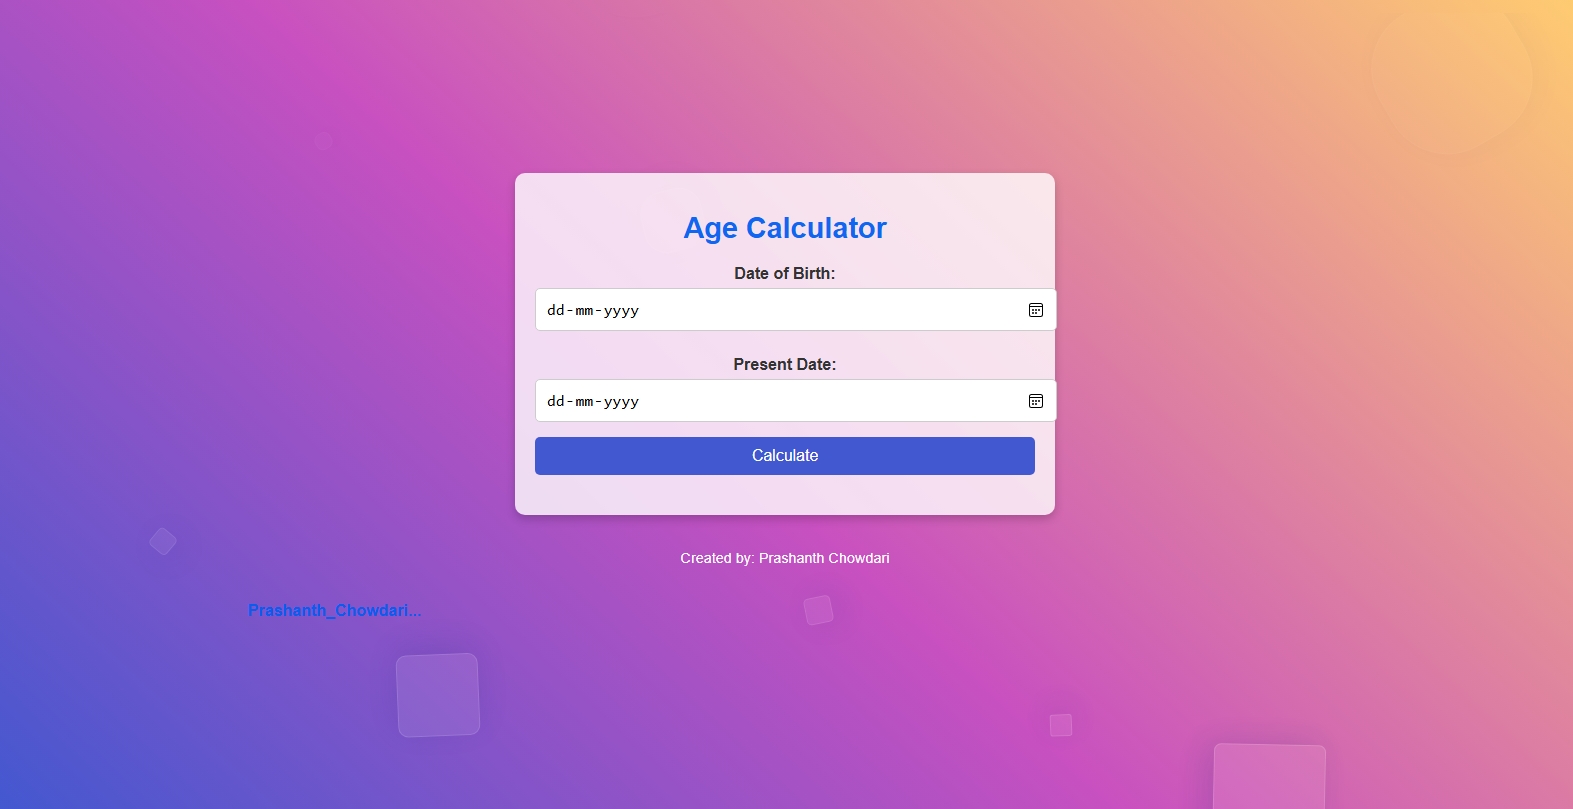 Age Calculator
Date of Birth:
dd-mm-yyyy
Present Date:
dd-mm-yyyy
Calculate
Created by: Prashanth Chowdari
Prashanth_Chowdari...